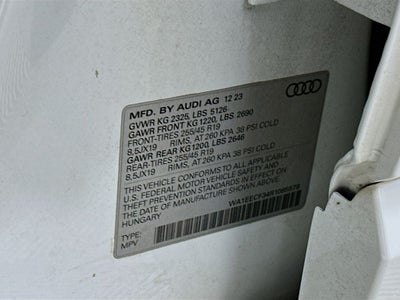 MFD. BY AUDI AG 12 23
GVWR KG 2325, LBS 5126
GAWR FRONT KG 1220, LBS 2690
FRONT-TIRES 255/45 R19
8.5JX19 RIMS, AT 260 KPA 38 PSI COLD
GAWR REAR KG 1200, LBS 2646
REAR-TIRES 255/45 R19
8.5JX19 RIMS, AT 260 KPA 38 PSI COLD
THIS VEHICLE CONFORMS TO ALL APPLICABLE
U.S. FEDERAL MOTOR VEHICLE SAFETY AND
THEFT PREVENTION STANDARDS IN EFFECT ON
THE DATE OF MANUFACTURE SHOWN ABOVE.
HUNGARY
TYPE:
MPV